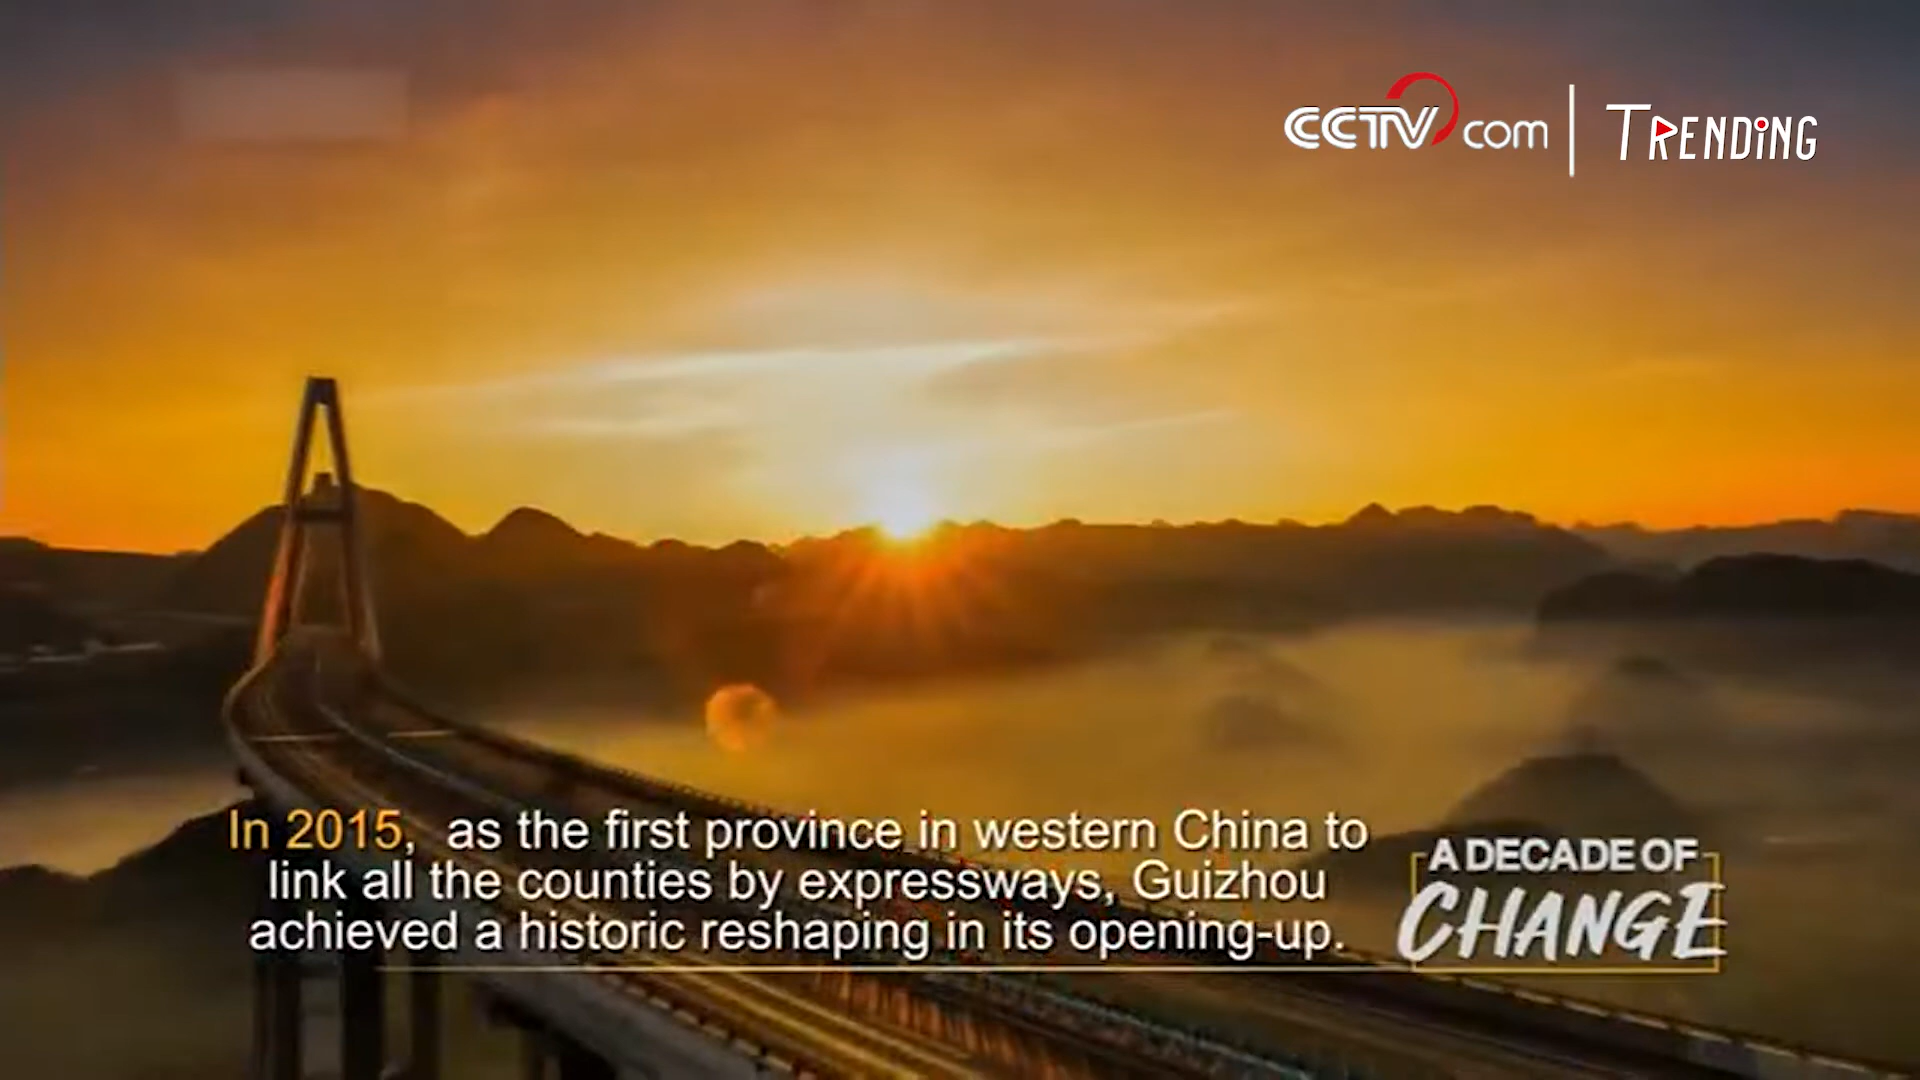 CCTV com
TRENDING
In 2015, as the first province in western China to
link all the counties by expressways, Guizhou
achieved a historic reshaping in its opening-up.
A DECADE OF
CHANGE